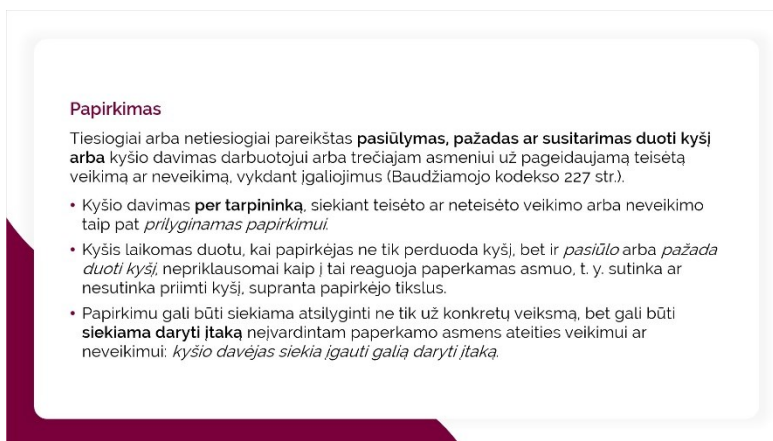 Papirkimas
Tiesiogiai arba netiesiogiai pareikštas pasiūlymas, pažadas ar susitarimas duoti kyšį
arba kyšio davimas darbuotojui arba trečiajam asmeniui už pageidaujamą teisėtą
veikimą ar neveikimą, vykdant įgaliojimus (Baudžiamojo kodekso 227 str.).
• Kyšio davimas per tarpininką, siekiant teisėto ar neteisėto veikimo arba neveikimo
taip pat prilyginamas papirkimui.
• Kyšis laikomas duotu, kai papirkėjas ne tik perduoda kyšį, bet ir pasiūlo arba pažada
duoti kyšį, nepriklausomai kaip į tai reaguoja paperkamas asmuo, t. y. sutinka ar
nesutinka priimti kyšį, supranta papirkėjo tikslus.
• Papirkimu gali būti siekiama atsilyginti ne tik už konkretų veiksmą, bet gali būti
siekiama daryti įtaką neįvardintam paperkamo asmens ateities veikimui ar
neveikimui: kyšio davėjas siekia įgauti galią daryti įtaką.